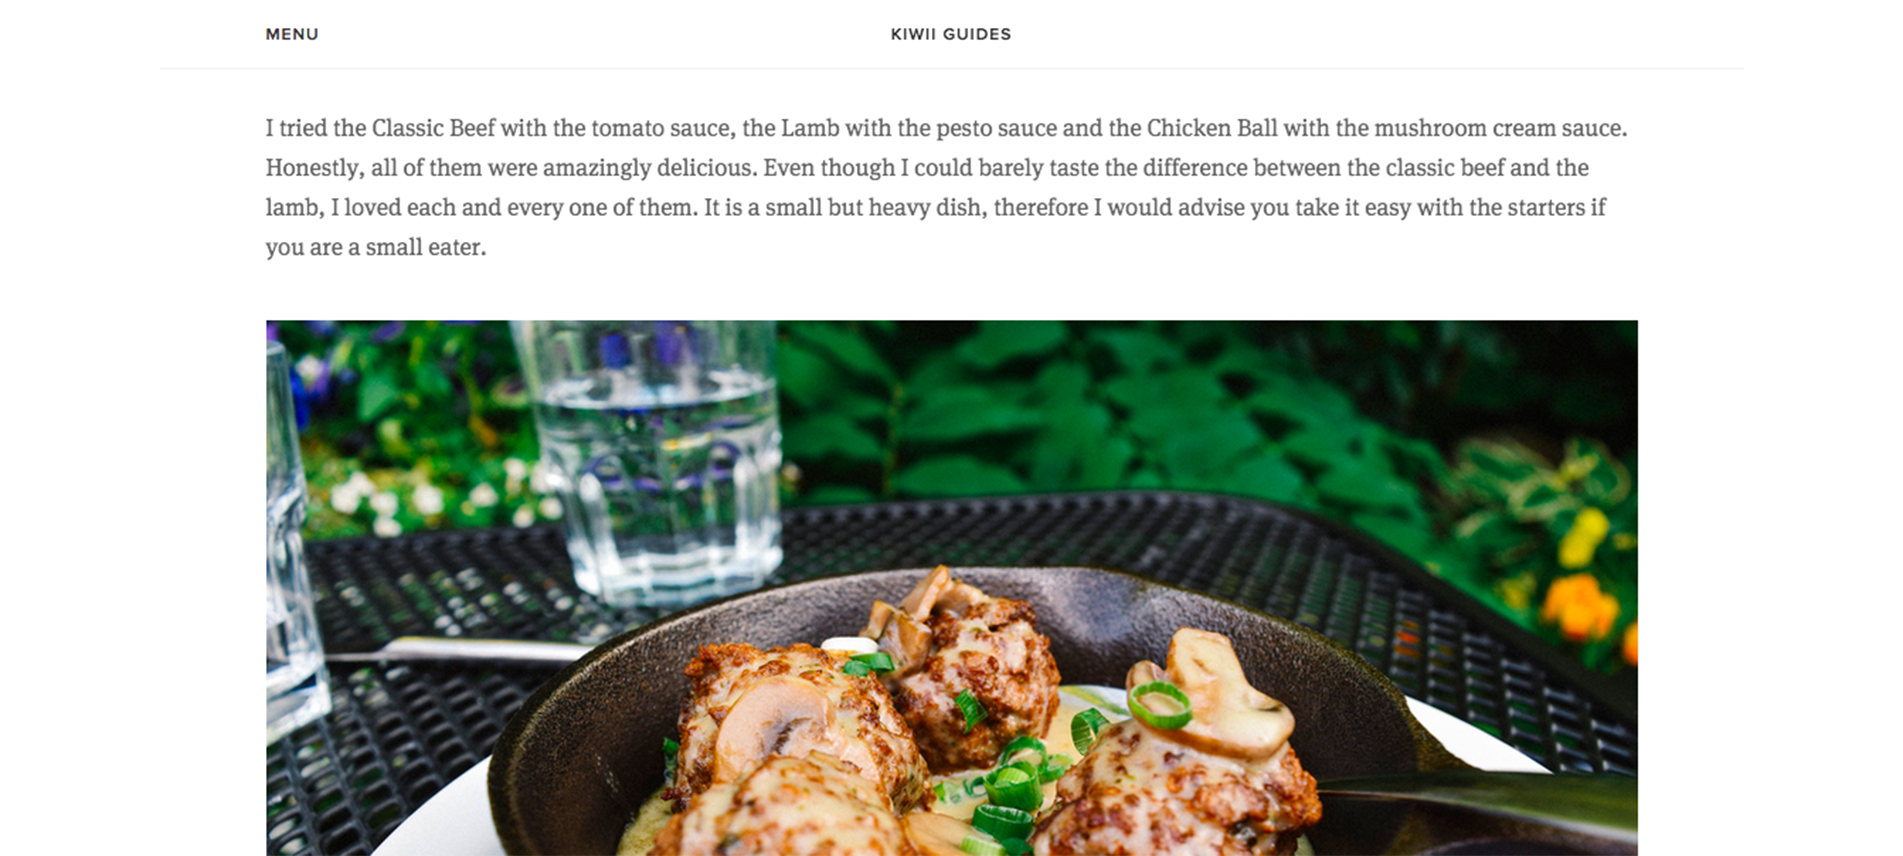 MENU
KIWII GUIDES
I tried the Classic Beef with the tomato sauce, the Lamb with the pesto sauce and the Chicken Ball with the mushroom cream sauce.
Honestly, all of them were amazingly delicious. Even though I could barely taste the difference between the classic beef and the
lamb, I loved each and every one of them. It is a small but heavy dish, therefore I would advise you take it easy with the starters if
you are a small eater.